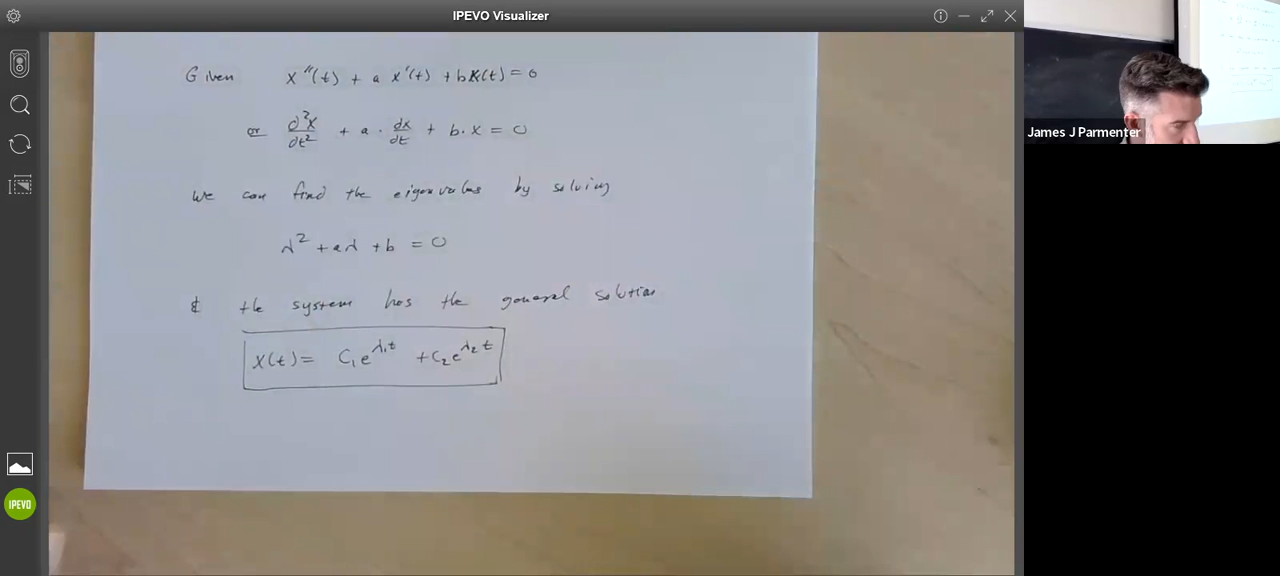 IPEVO Visualizer
James J Parmenter
Given x''(t) + a x'(t) + b x(t) = 0
or d²x/dt² + a · dx/dt + b · x = 0
we can find the eigenvalues by solving
λ² + aλ + b = 0
& the system has the general solution
x(t) = C₁e^λ₁t + C₂e^λ₂t
IPEVO